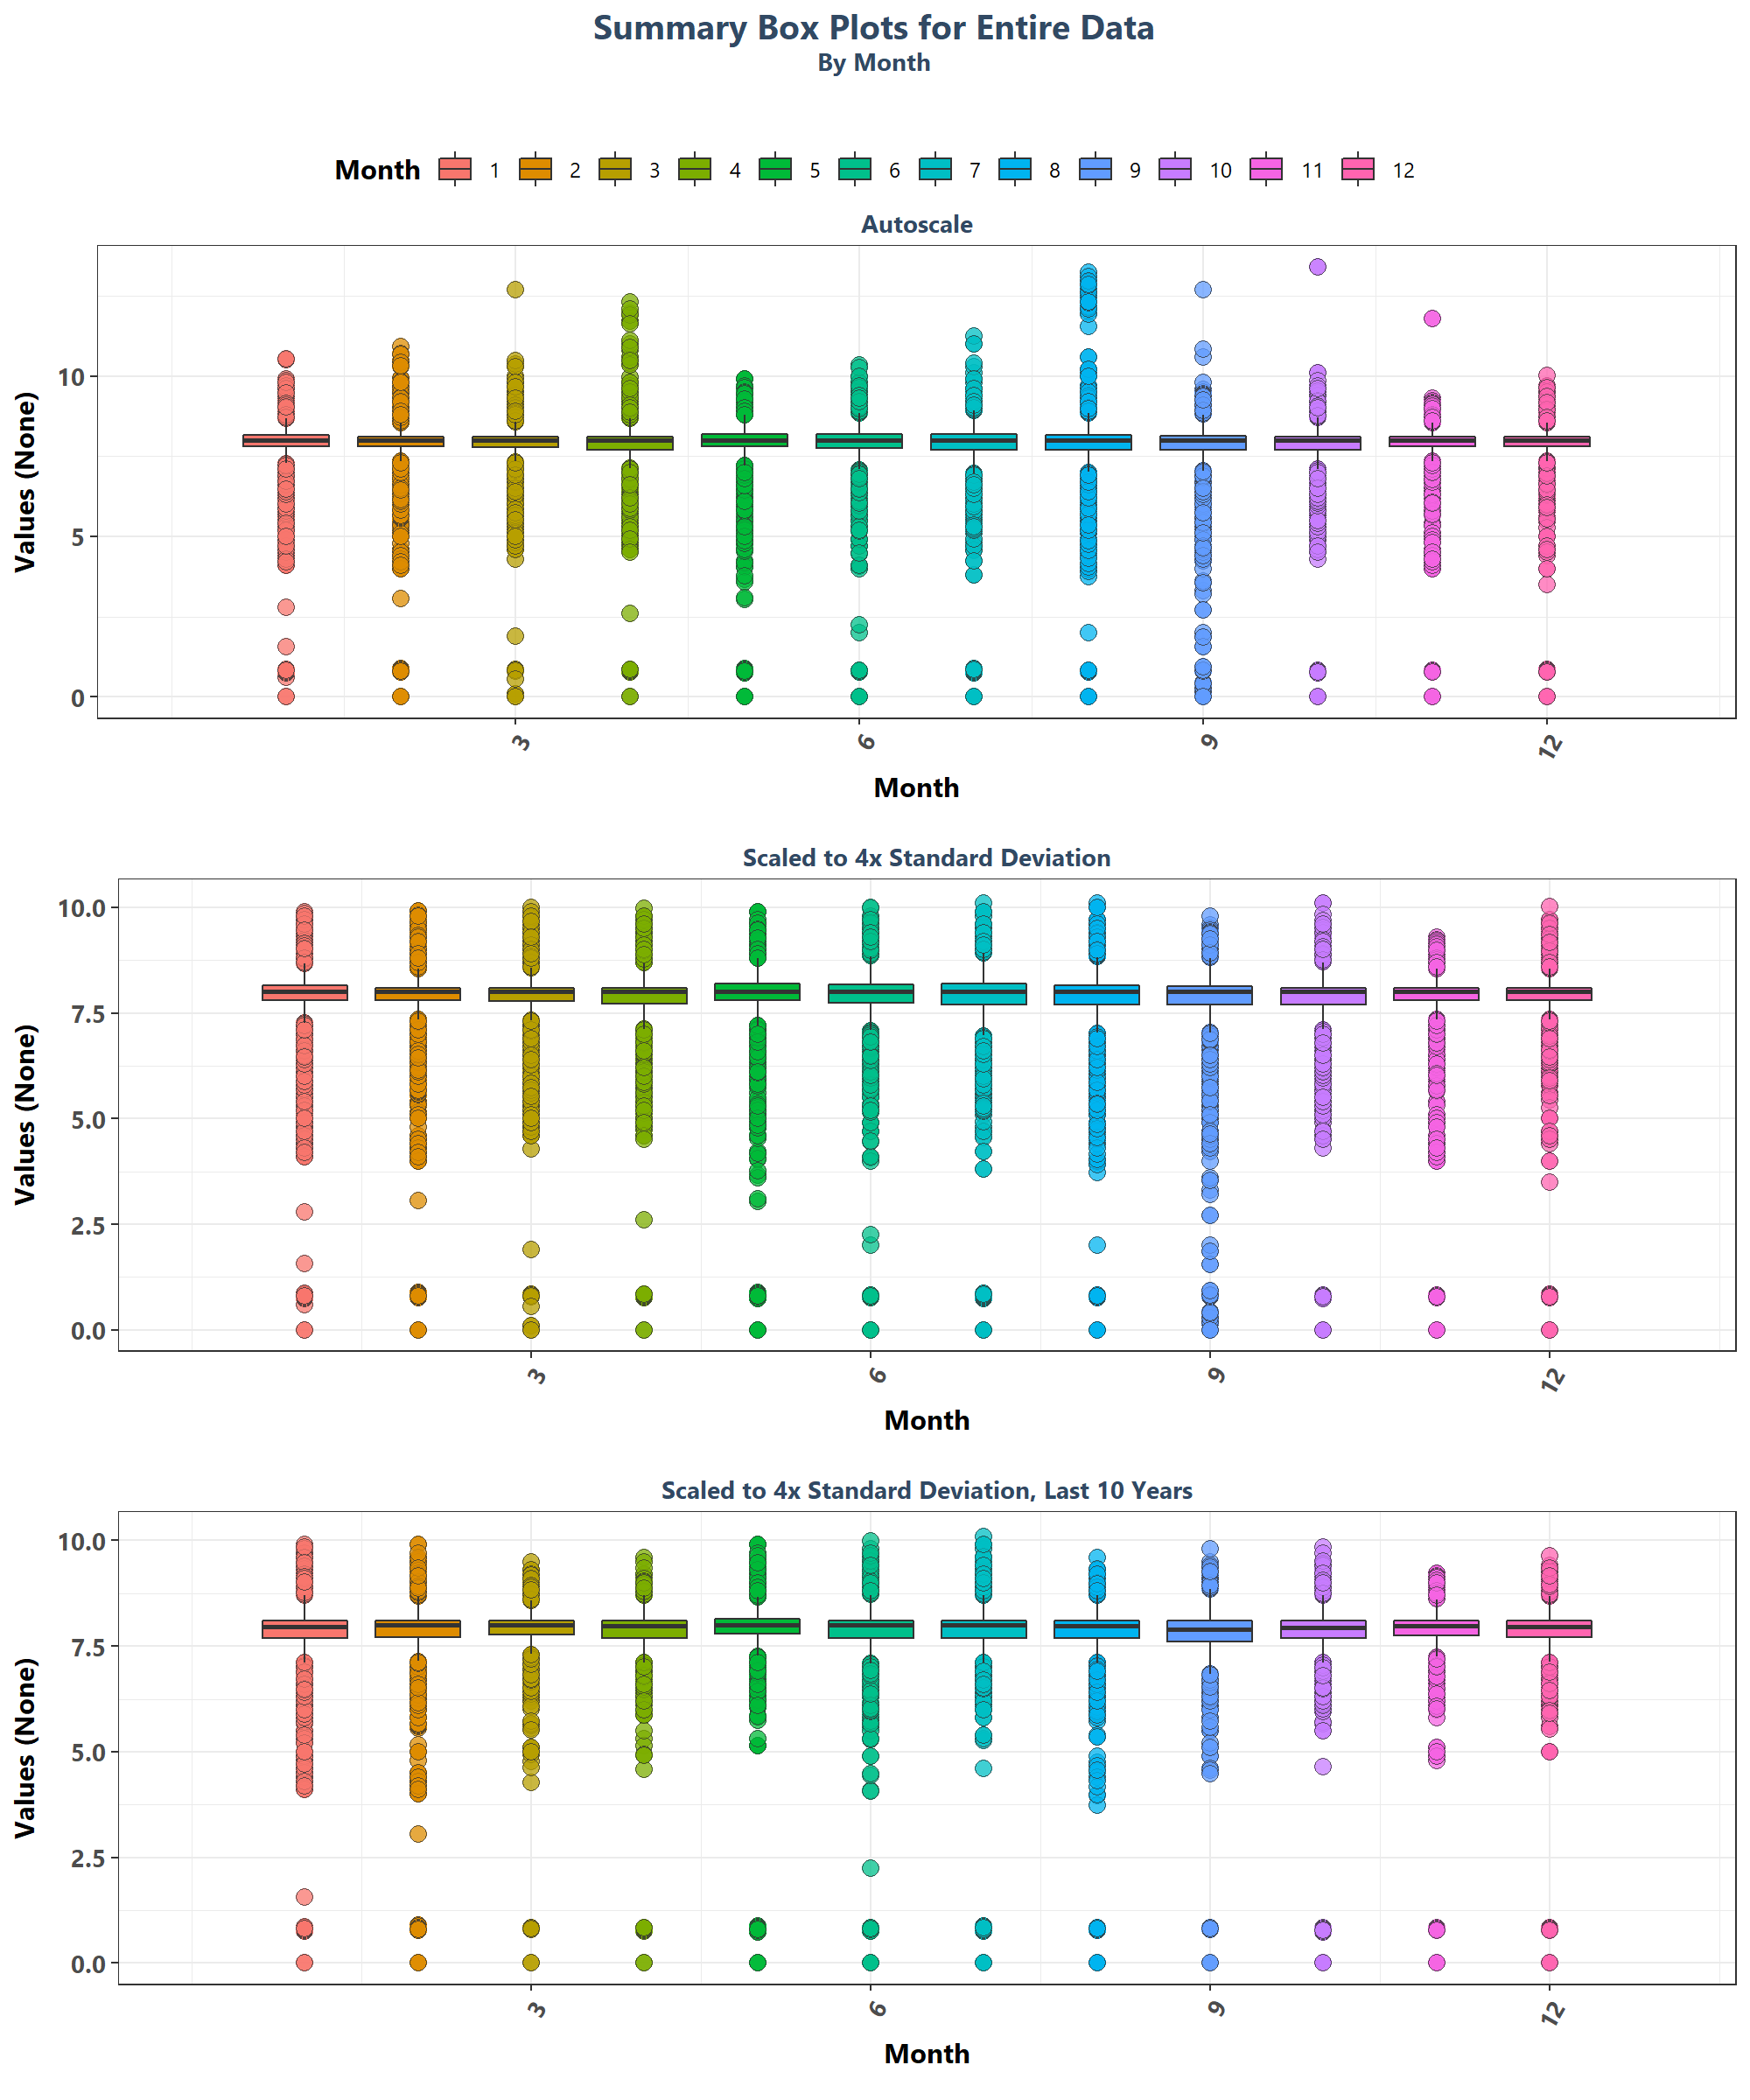 Summary Box Plots for Entire Data
By Month
Month 1 2 3 4 5 6 7 8 9 10 11 12
Autoscale
Values (None)
10
5
0
3 6 9 12
Month
Scaled to 4x Standard Deviation
Values (None)
10.0
7.5
5.0
2.5
0.0
3 6 9 12
Month
Scaled to 4x Standard Deviation, Last 10 Years
Values (None)
10.0
7.5
5.0
2.5
0.0
3 6 9 12
Month